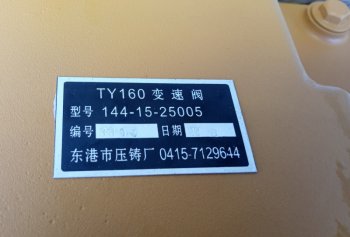 TY160 变速阀
型号 144-15-25005
编号 日期
东港市压铸厂 0415-7129644